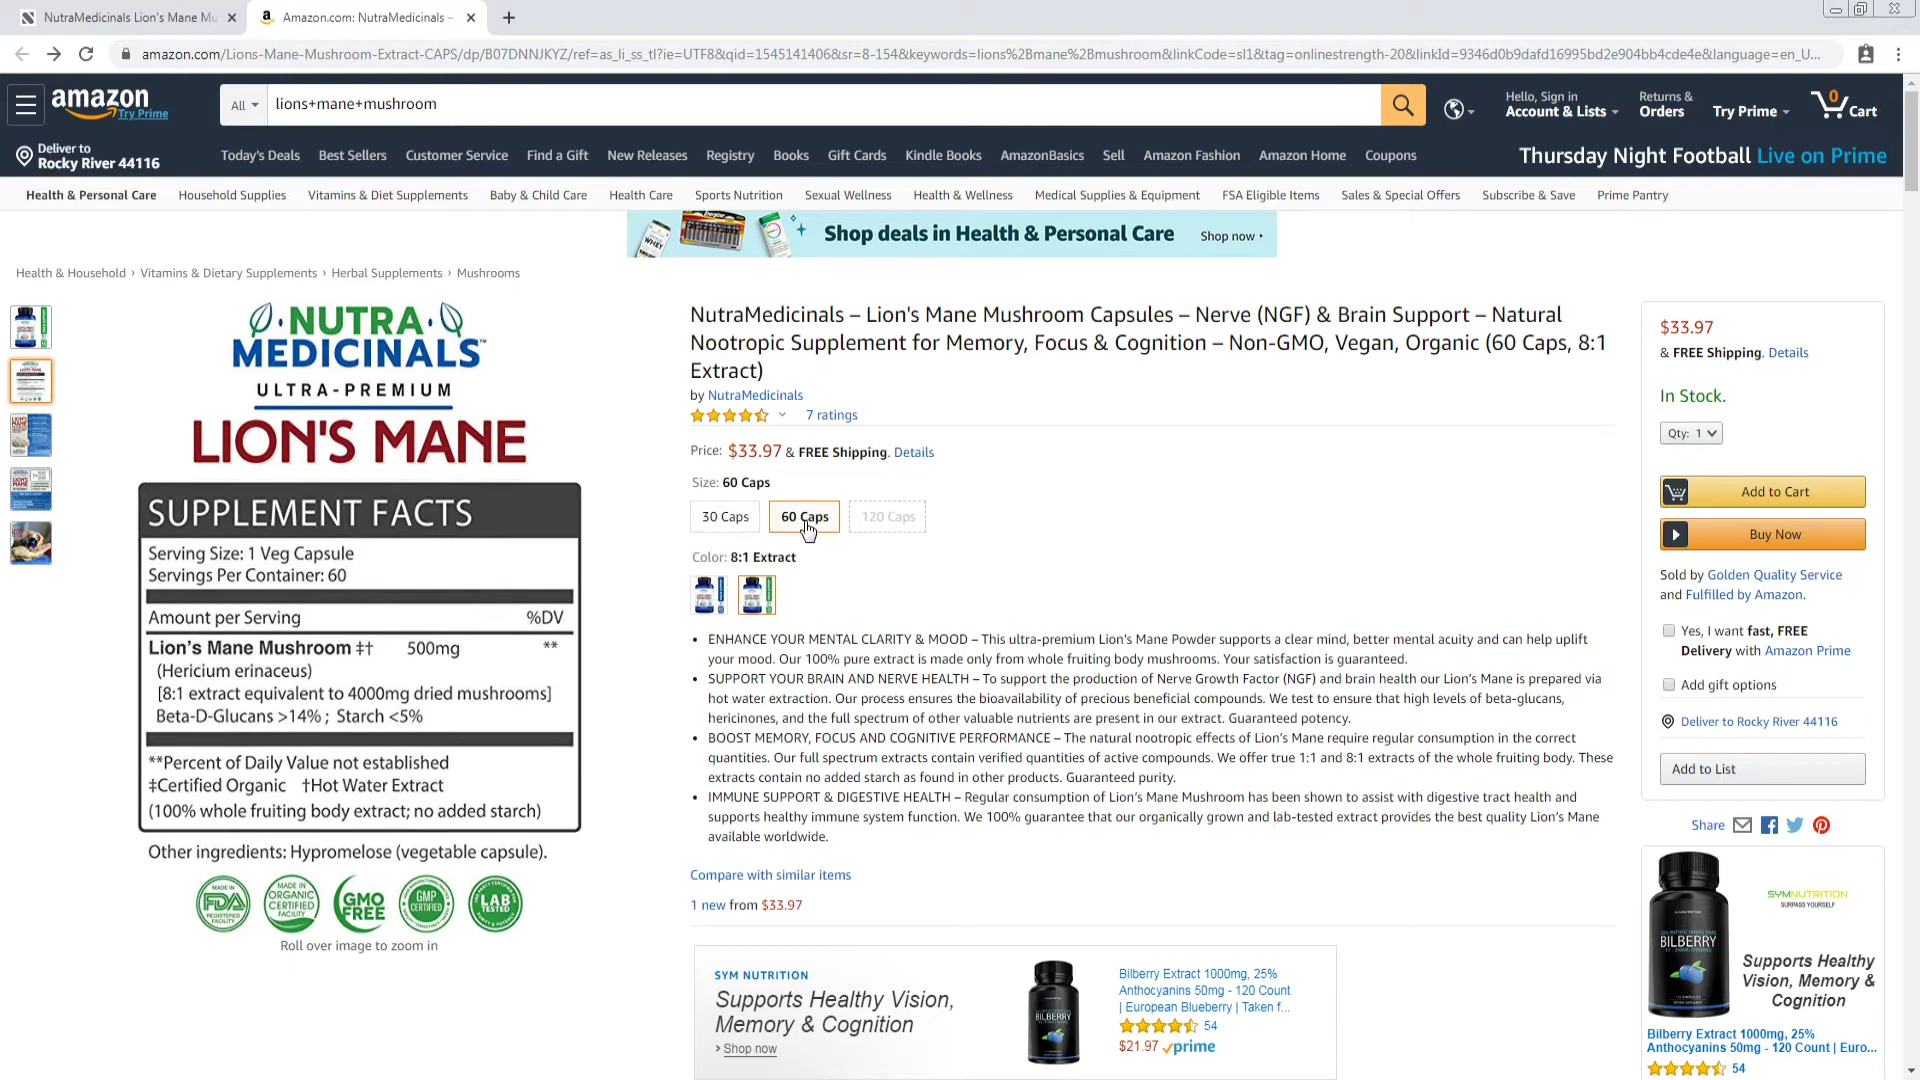 NutraMedicinals Lion's Mane Mu
Amazon.com: NutraMedicinals –
amazon.com/Lions-Mane-Mushroom-Extract-CAPS/dp/B07DNNJKYZ/ref=as_li_ss_tl?ie=UTF8&qid=1545141406&sr=8-154&keywords=lions%2Bmane%2Bmushroom&linkCode=sl1&tag=onlinestrength-20&linkId=9346d0b9dafd16995bd2e904bb4cde4e&language=en_U...
amazon
Try Prime
All
lions+mane+mushroom
Hello, Sign in
Account & Lists
Returns &
Orders
Try Prime
0
Cart
Deliver to
Rocky River 44116
Today's Deals Best Sellers Customer Service Find a Gift New Releases Registry Books Gift Cards Kindle Books AmazonBasics Sell Amazon Fashion Amazon Home Coupons
Thursday Night Football Live on Prime
Health & Personal Care Household Supplies Vitamins & Diet Supplements Baby & Child Care Health Care Sports Nutrition Sexual Wellness Health & Wellness Medical Supplies & Equipment FSA Eligible Items Sales & Special Offers Subscribe & Save Prime Pantry
WHEY
Energizer
Shop deals in Health & Personal Care Shop now ›
Health & Household › Vitamins & Dietary Supplements › Herbal Supplements › Mushrooms
NUTRA
MEDICINALS™
ULTRA-PREMIUM
LION'S MANE
SUPPLEMENT FACTS
Serving Size: 1 Veg Capsule
Servings Per Container: 60
Amount per Serving %DV
Lion's Mane Mushroom ‡† 500mg **
(Hericium erinaceus)
[8:1 extract equivalent to 4000mg dried mushrooms]
Beta-D-Glucans >14% ; Starch <5%
**Percent of Daily Value not established
‡Certified Organic †Hot Water Extract
(100% whole fruiting body extract; no added starch)
Other ingredients: Hypromelose (vegetable capsule).
MADE IN FDA REGISTERED FACILITY
MADE IN ORGANIC CERTIFIED FACILITY
GMO FREE
GMP CERTIFIED
LAB TESTED
Roll over image to zoom in
NutraMedicinals – Lion's Mane Mushroom Capsules – Nerve (NGF) & Brain Support – Natural
Nootropic Supplement for Memory, Focus & Cognition – Non-GMO, Vegan, Organic (60 Caps, 8:1
Extract)
by NutraMedicinals
7 ratings
Price: $33.97 & FREE Shipping. Details
Size: 60 Caps
30 Caps 60 Caps 120 Caps
Color: 8:1 Extract
• ENHANCE YOUR MENTAL CLARITY & MOOD – This ultra-premium Lion’s Mane Powder supports a clear mind, better mental acuity and can help uplift
your mood. Our 100% pure extract is made only from whole fruiting body mushrooms. Your satisfaction is guaranteed.
• SUPPORT YOUR BRAIN AND NERVE HEALTH – To support the production of Nerve Growth Factor (NGF) and brain health our Lion’s Mane is prepared via
hot water extraction. Our process ensures the bioavailability of precious beneficial compounds. We test to ensure that high levels of beta-glucans,
hericinones, and the full spectrum of other valuable nutrients are present in our extract. Guaranteed potency.
• BOOST MEMORY, FOCUS AND COGNITIVE PERFORMANCE – The natural nootropic effects of Lion’s Mane require regular consumption in the correct
quantities. Our full spectrum extracts contain verified quantities of active compounds. We offer true 1:1 and 8:1 extracts of the whole fruiting body. These
extracts contain no added starch as found in other products. Guaranteed purity.
• IMMUNE SUPPORT & DIGESTIVE HEALTH – Regular consumption of Lion’s Mane Mushroom has been shown to assist with digestive tract health and
supports healthy immune system function. We 100% guarantee that our organically grown and lab-tested extract provides the best quality Lion’s Mane
available worldwide.
Compare with similar items
1 new from $33.97
SYM NUTRITION
Supports Healthy Vision,
Memory & Cognition
› Shop now
BILBERRY
Bilberry Extract 1000mg, 25%
Anthocyanins 50mg - 120 Count
| European Blueberry | Taken f...
54
$21.97 prime
$33.97
& FREE Shipping. Details
In Stock.
Qty: 1
Add to Cart
Buy Now
Sold by Golden Quality Service
and Fulfilled by Amazon.
Yes, I want fast, FREE
Delivery with Amazon Prime
Add gift options
Deliver to Rocky River 44116
Add to List
Share
SYMNUTRITION
SURPASS YOURSELF
BILBERRY
Supports Healthy
Vision, Memory &
Cognition
Bilberry Extract 1000mg, 25%
Anthocyanins 50mg - 120 Count | Euro...
54